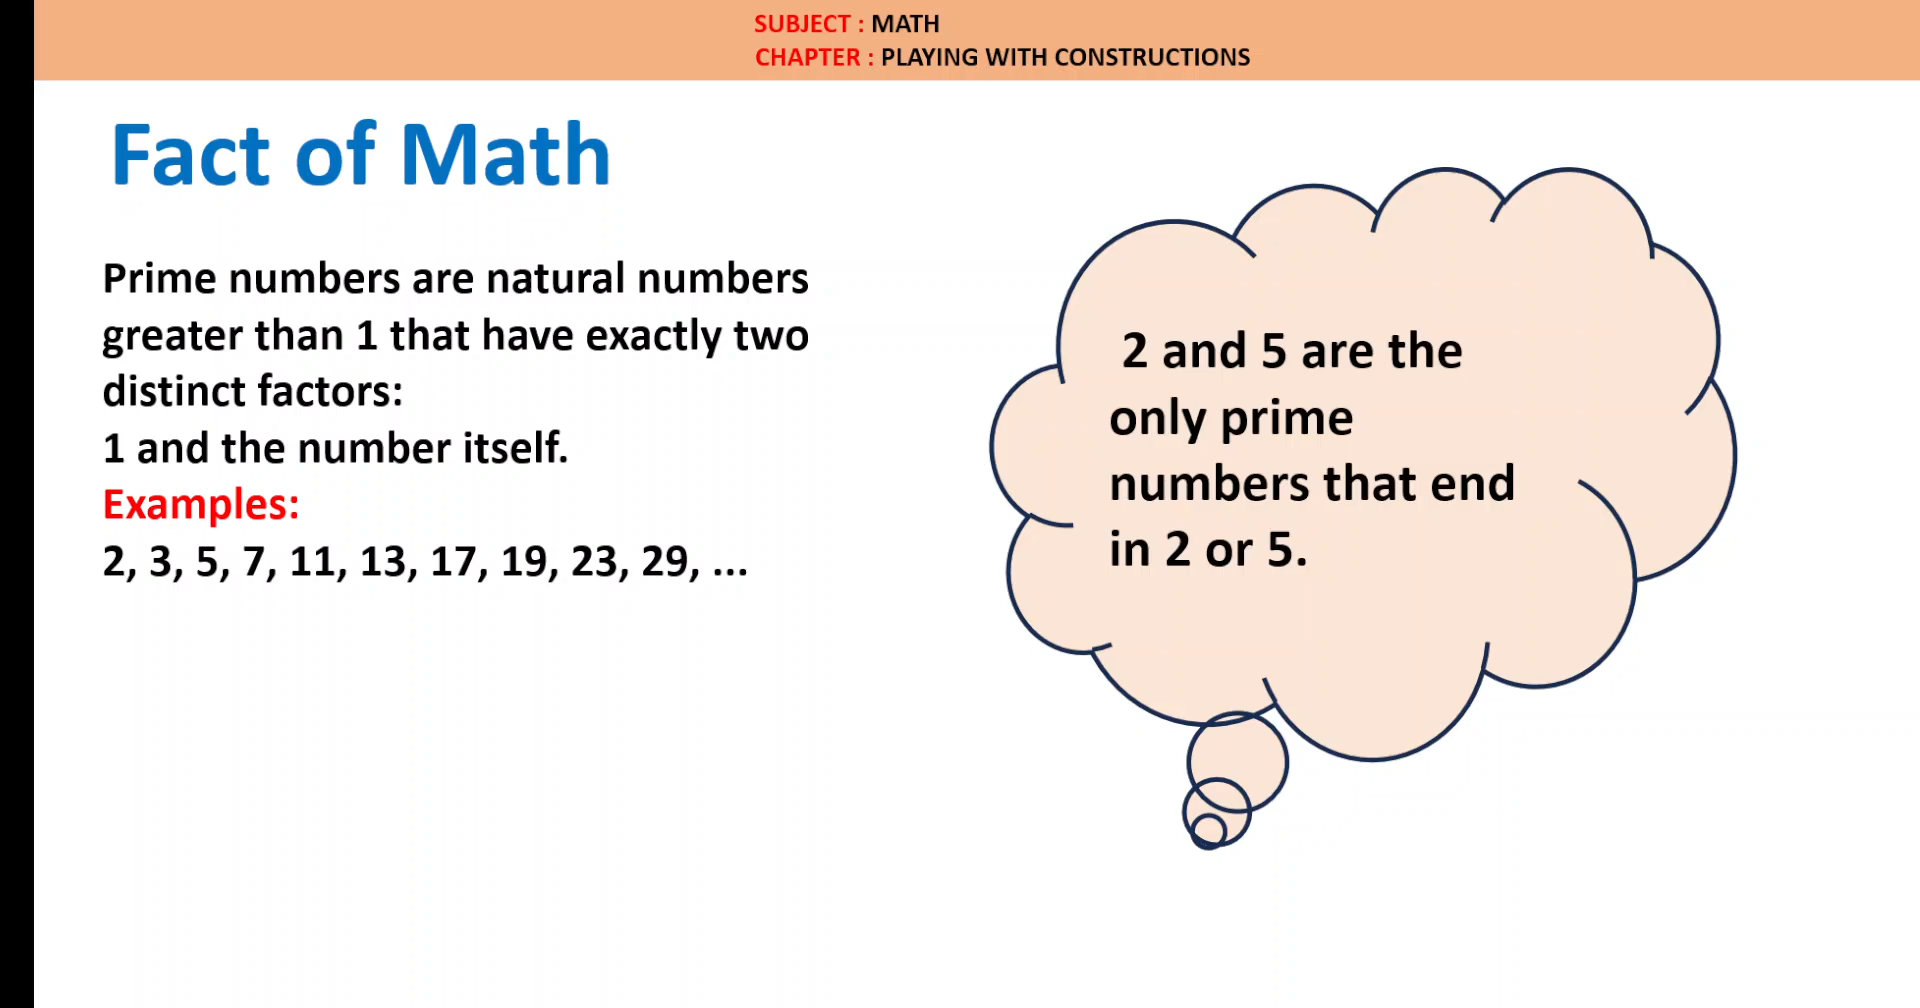 SUBJECT : MATH
CHAPTER : PLAYING WITH CONSTRUCTIONS
Fact of Math
Prime numbers are natural numbers
greater than 1 that have exactly two
distinct factors:
1 and the number itself.
Examples:
2, 3, 5, 7, 11, 13, 17, 19, 23, 29, ...
2 and 5 are the
only prime
numbers that end
in 2 or 5.